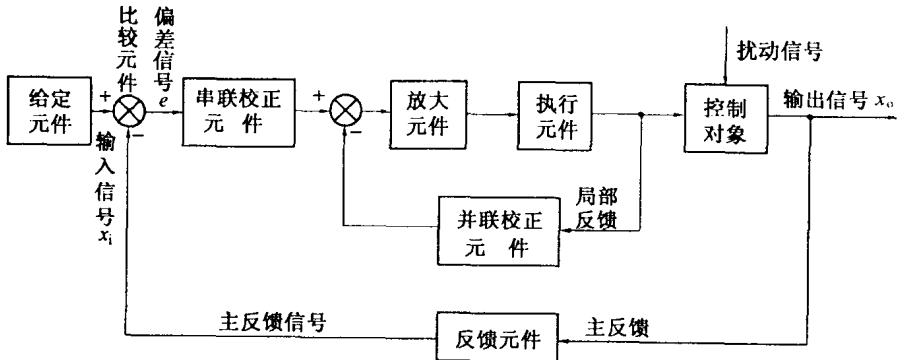 比较元件
偏差信号 e
扰动信号
给定
元件
+
−
串联校正
元 件
+
−
放大
元件
执行
元件
控制
对象
输出信号 xo
输入信号 xi
并联校正
元 件
局部
反馈
主反馈信号
反馈元件
主反馈